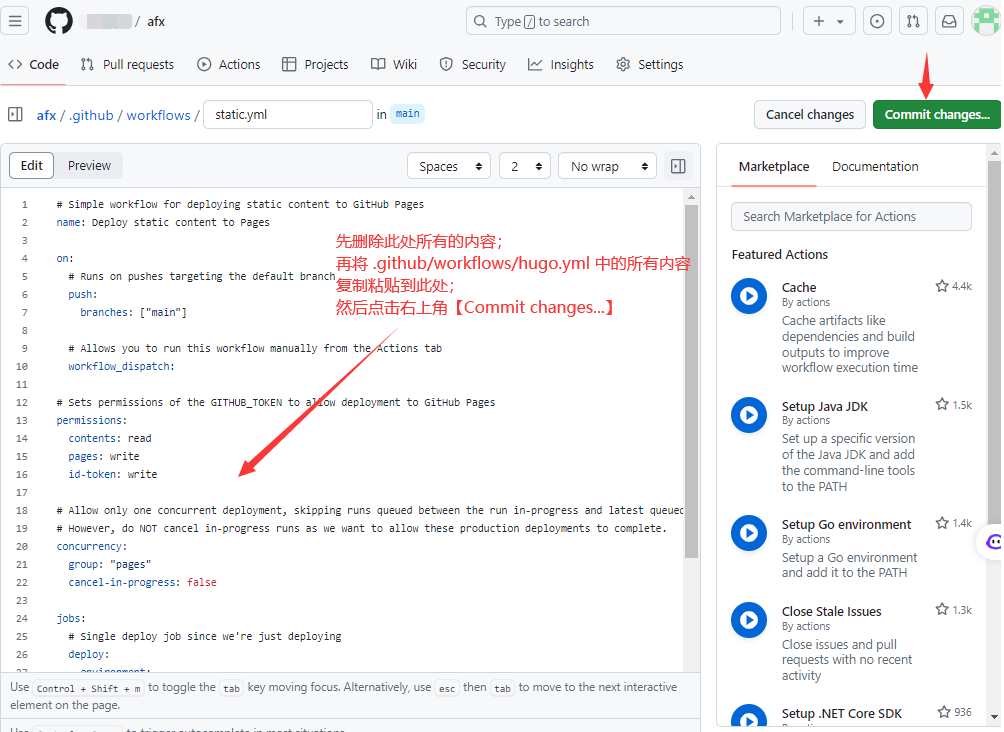 / afx
Type / to search
Code
Pull requests
Actions
Projects
Wiki
Security
Insights
Settings
afx / .github / workflows / static.yml in main
Cancel changes
Commit changes...
Edit
Preview
Spaces
2
No wrap
1 # Simple workflow for deploying static content to GitHub Pages
2 name: Deploy static content to Pages
3
4 on:
5 # Runs on pushes targeting the default branch
6 push:
7 branches: ["main"]
8
9 # Allows you to run this workflow manually from the Actions tab
10 workflow_dispatch:
11
12 # Sets permissions of the GITHUB_TOKEN to allow deployment to GitHub Pages
13 permissions:
14 contents: read
15 pages: write
16 id-token: write
17
18 # Allow only one concurrent deployment, skipping runs queued between the run in-progress and latest queued
19 # However, do NOT cancel in-progress runs as we want to allow these production deployments to complete.
20 concurrency:
21 group: "pages"
22 cancel-in-progress: false
23
24 jobs:
25 # Single deploy job since we're just deploying
26 deploy:
27 environment:
先删除此处所有的内容；
再将 .github/workflows/hugo.yml 中的所有内容
复制粘贴到此处；
然后点击右上角【Commit changes...】
Use Control + Shift + m to toggle the tab key moving focus. Alternatively, use esc then tab to move to the next interactive
element on the page.
to trigger autocomplete in most situations.
Marketplace
Documentation
Search Marketplace for Actions
Featured Actions
Cache
4.4k
By actions
Cache artifacts like
dependencies and build
outputs to improve
workflow execution time
Setup Java JDK
1.5k
By actions
Set up a specific version
of the Java JDK and add
the command-line tools
to the PATH
Setup Go environment
1.4k
By actions
Setup a Go environment
and add it to the PATH
Close Stale Issues
1.3k
By actions
Close issues and pull
requests with no recent
activity
Setup .NET Core SDK
936